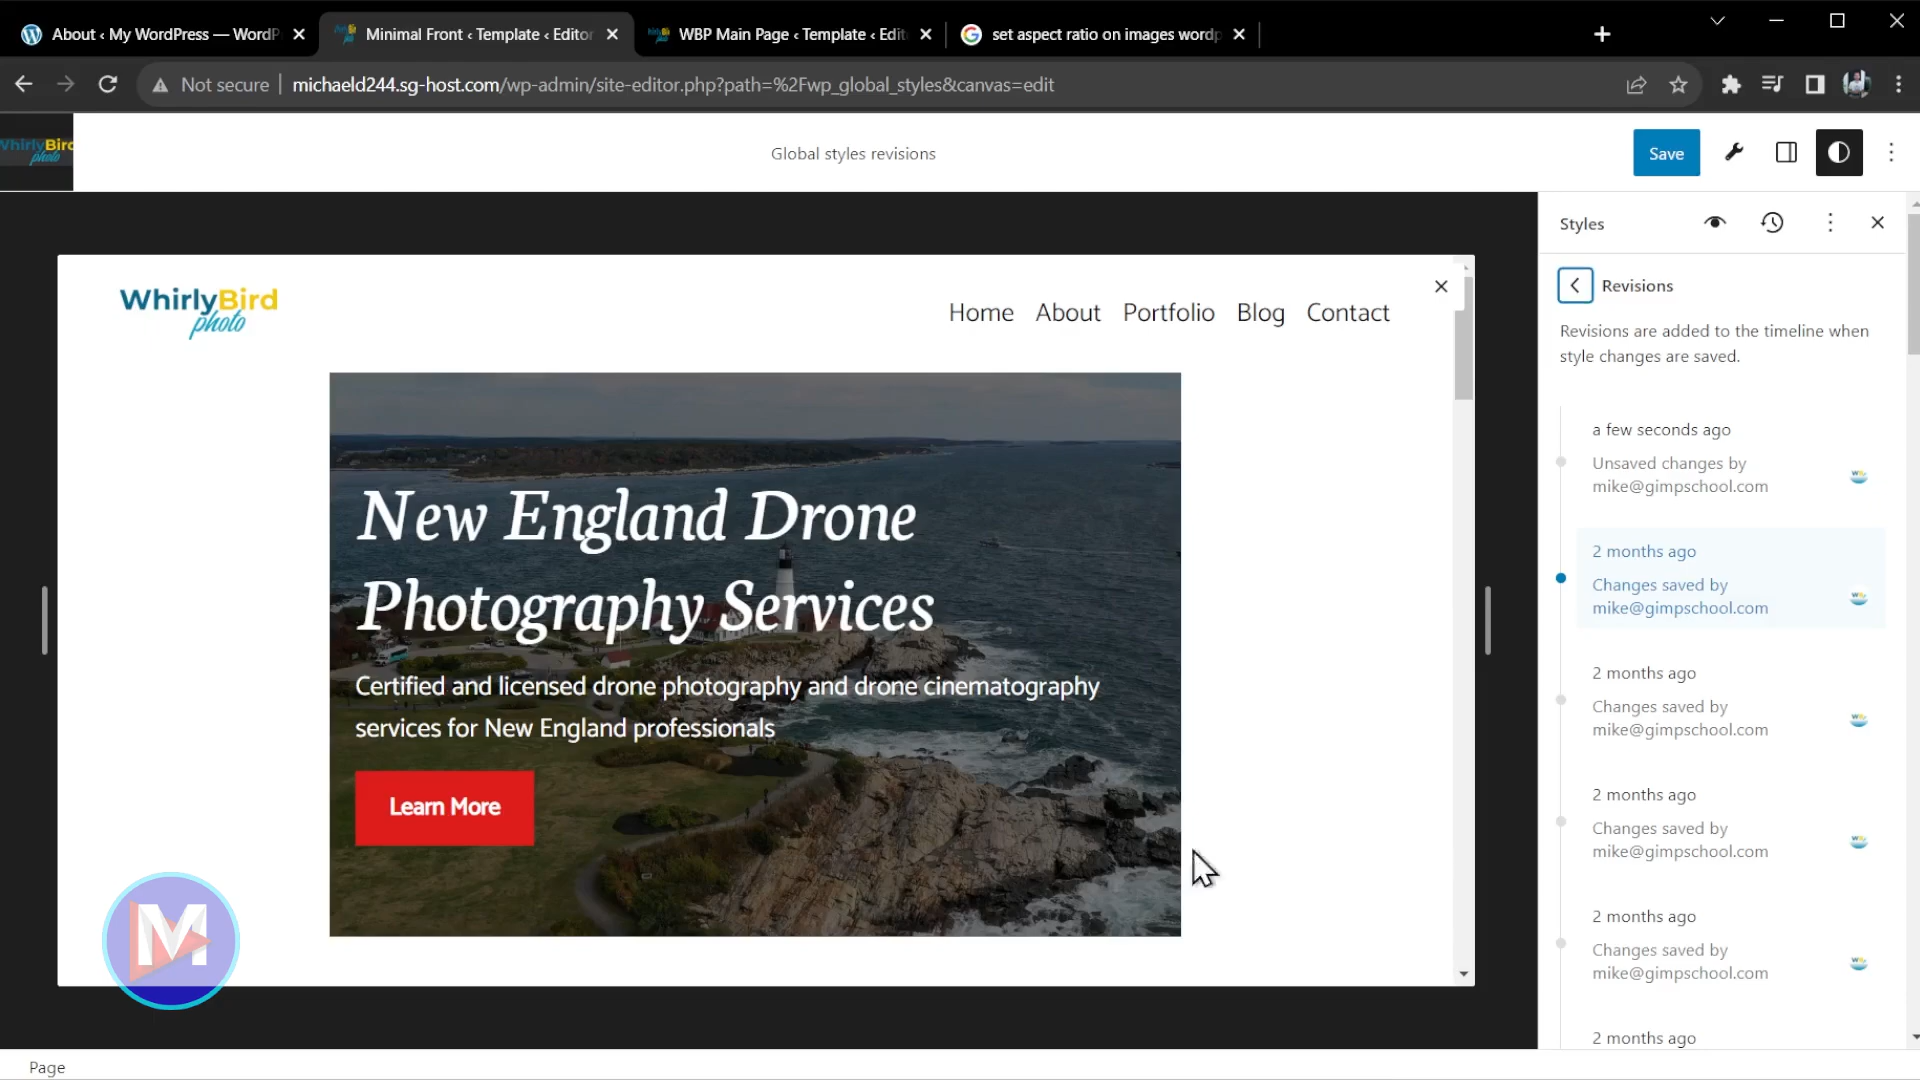 About ‹ My WordPress — WordP
Minimal Front ‹ Template ‹ Editor
WBP Main Page ‹ Template ‹ Edit
set aspect ratio on images wordp
Not secure
michaeld244.sg-host.com/wp-admin/site-editor.php?path=%2Fwp_global_styles&canvas=edit
WhirlyBird
photo
Global styles revisions
Save
Styles
Revisions
Revisions are added to the timeline when
style changes are saved.
WhirlyBird
photo
Home About Portfolio Blog Contact
New England Drone
Photography Services
Certified and licensed drone photography and drone cinematography
services for New England professionals
Learn More
M
a few seconds ago
Unsaved changes by
mike@gimpschool.com
2 months ago
Changes saved by
mike@gimpschool.com
2 months ago
Changes saved by
mike@gimpschool.com
2 months ago
Changes saved by
mike@gimpschool.com
2 months ago
Changes saved by
mike@gimpschool.com
2 months ago
Page